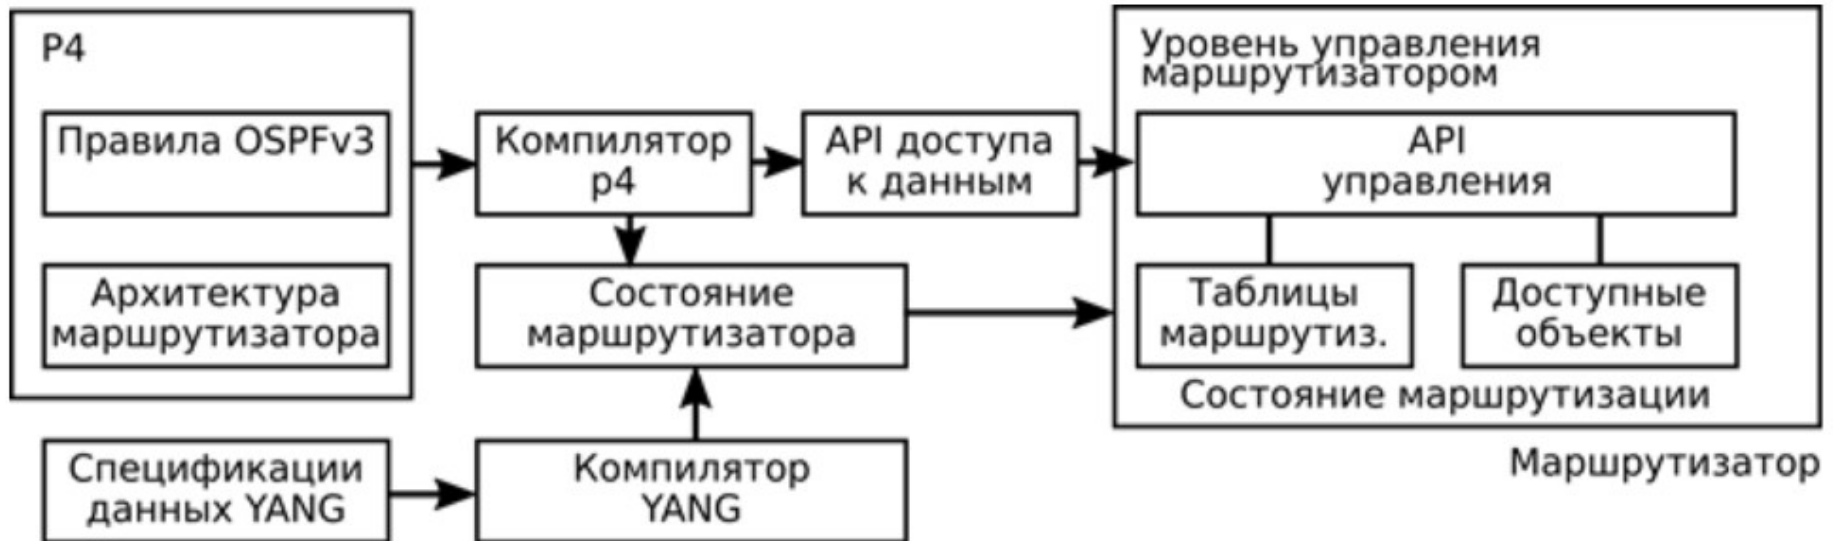 P4
Правила OSPFv3
Архитектура
маршрутизатора
Спецификации
данных YANG
Компилятор
p4
API доступа
к данным
Состояние
маршрутизатора
Компилятор
YANG
Уровень управления
маршрутизатором
API
управления
Таблицы
маршрутиз.
Доступные
объекты
Состояние маршрутизации
Маршрутизатор